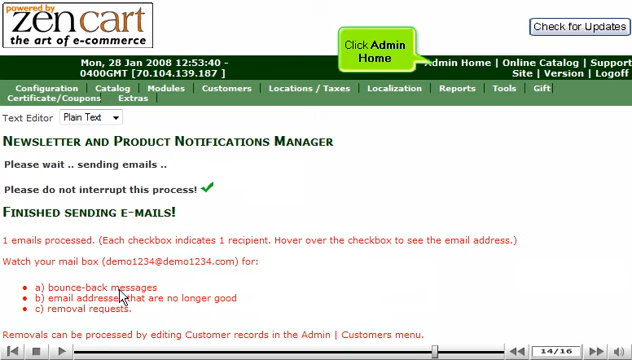 powered by
zen cart
the art of e-commerce
Check for Updates
Click Admin
Home
Mon, 28 Jan 2008 12:53:40 -
0400GMT [70.104.139.187 ]
Admin Home | Online Catalog | Support
Site | Version | Logoff
Configuration | Catalog | Modules | Customers | Locations / Taxes | Localization | Reports | Tools | Gift
Certificate/Coupons | Extras
Text Editor Plain Text
Newsletter and Product Notifications Manager
Please wait .. sending emails ..
Please do not interrupt this process!
Finished sending e-mails!
1 emails processed. (Each checkbox indicates 1 recipient. Hover over the checkbox to see the email address.)
Watch your mail box (demo1234@demo1234.com) for:
a) bounce-back messages
b) email addresses that are no longer good
c) removal requests.
Removals can be processed by editing Customer records in the Admin | Customers menu.
14/16